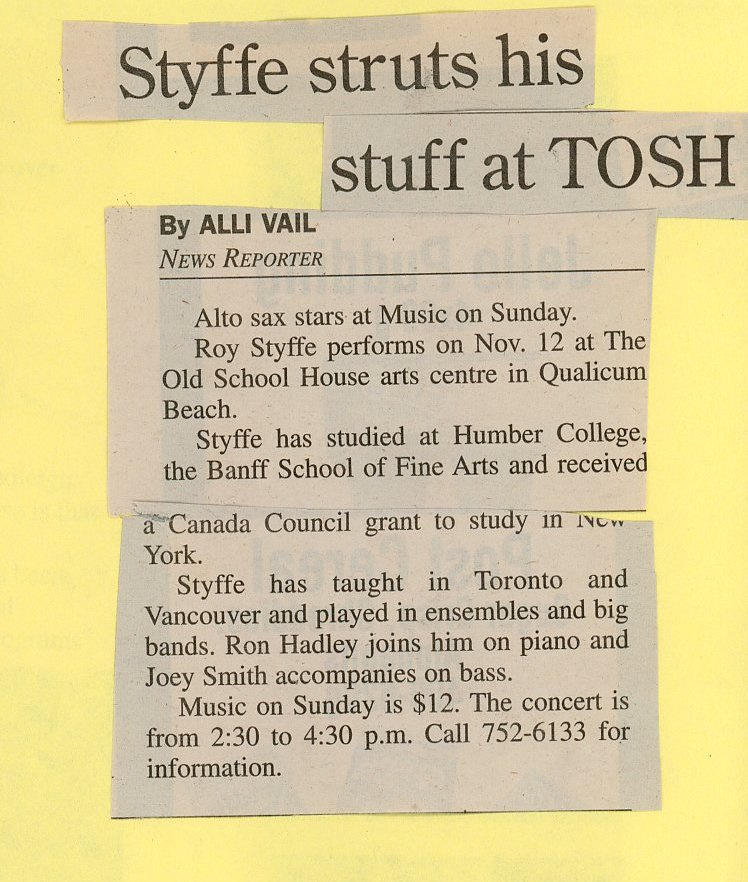 Styffe struts his
stuff at TOSH
By ALLI VAIL
NEWS REPORTER
Alto sax stars at Music on Sunday.
Roy Styffe performs on Nov. 12 at The
Old School House arts centre in Qualicum
Beach.
Styffe has studied at Humber College,
the Banff School of Fine Arts and received
a Canada Council grant to study in New
York.
Styffe has taught in Toronto and
Vancouver and played in ensembles and big
bands. Ron Hadley joins him on piano and
Joey Smith accompanies on bass.
Music on Sunday is $12. The concert is
from 2:30 to 4:30 p.m. Call 752-6133 for
information.